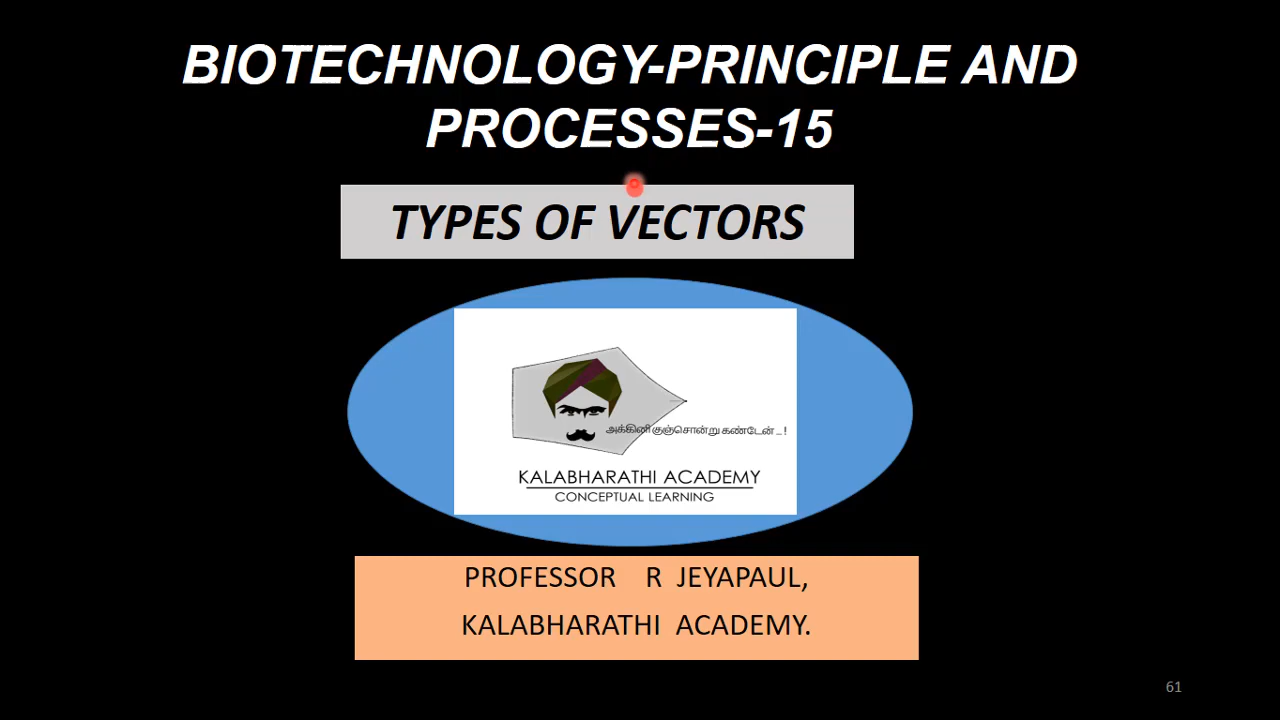 BIOTECHNOLOGY-PRINCIPLE AND
PROCESSES-15
TYPES OF VECTORS
அக்கினி குஞ்சொன்று கண்டேன் ...!
KALABHARATHI ACADEMY
CONCEPTUAL LEARNING
PROFESSOR R JEYAPAUL,
KALABHARATHI ACADEMY.
61